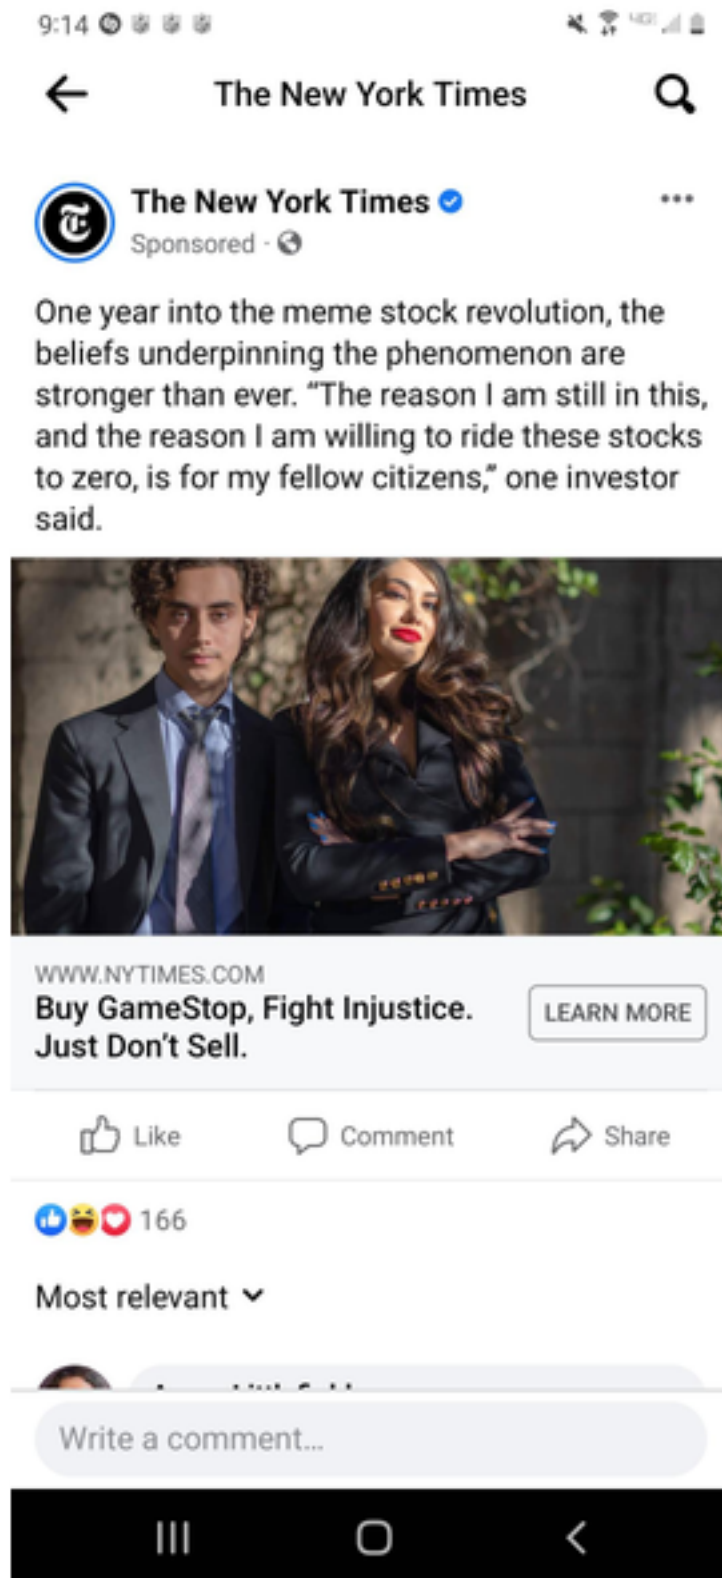 9:14
The New York Times
The New York Times
Sponsored ·
One year into the meme stock revolution, the
beliefs underpinning the phenomenon are
stronger than ever. “The reason I am still in this,
and the reason I am willing to ride these stocks
to zero, is for my fellow citizens,” one investor
said.
WWW.NYTIMES.COM
Buy GameStop, Fight Injustice.
Just Don't Sell.
LEARN MORE
Like
Comment
Share
166
Most relevant
Write a comment...